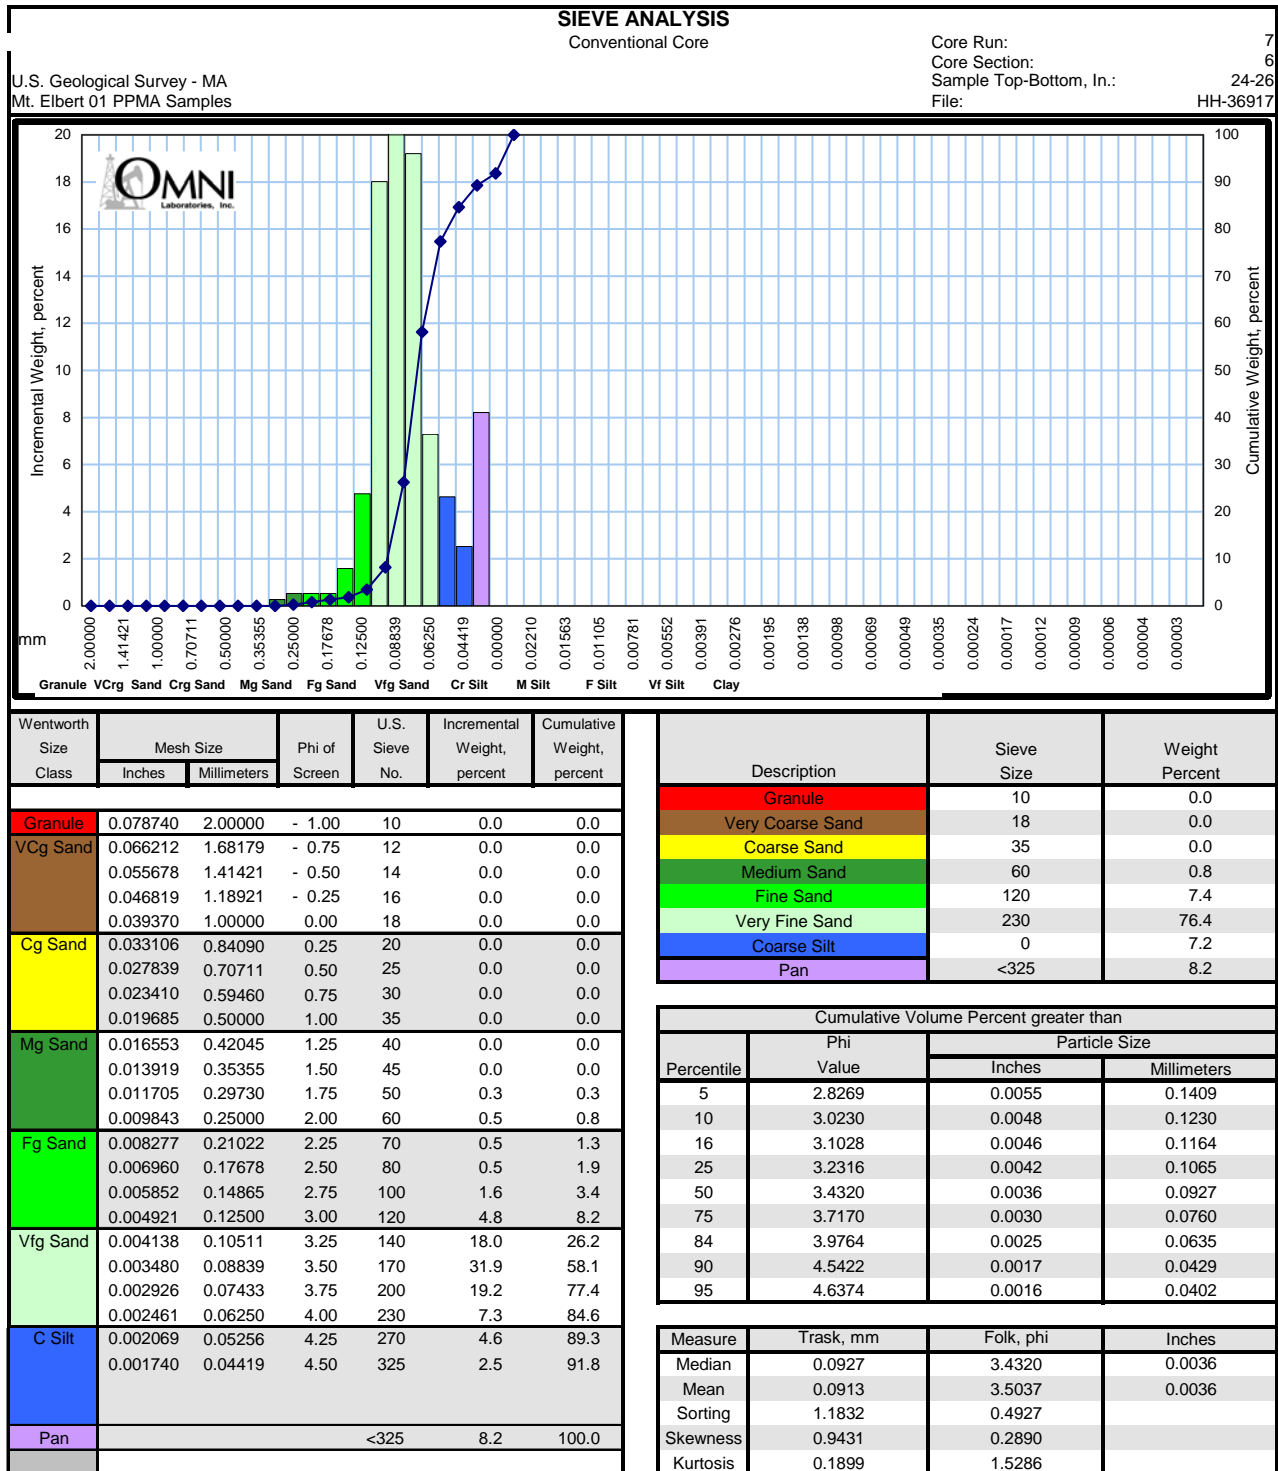 SIEVE ANALYSIS
Conventional Core
Core Run: 7
Core Section: 6
U.S. Geological Survey - MA
Sample Top-Bottom, In.: 24-26
Mt. Elbert 01 PPMA Samples
File: HH-36917
OMNI
Laboratories, Inc.
Incremental Weight, percent
20
18
16
14
12
10
8
6
4
2
0
Cumulative Weight, percent
100
90
80
70
60
50
40
30
20
10
0
mm
2.00000 1.41421 1.00000 0.70711 0.50000 0.35355 0.25000 0.17678 0.12500 0.08839 0.06250 0.04419 0.00000 0.02210 0.01563 0.01105 0.00781 0.00552 0.00391 0.00276 0.00195 0.00138 0.00098 0.00069 0.00049 0.00035 0.00024 0.00017 0.00012 0.00009 0.00006 0.00004 0.00003
Granule VCrg Sand Crg Sand Mg Sand Fg Sand Vfg Sand Cr Silt M Silt F Silt Vf Silt Clay
Wentworth U.S. Incremental Cumulative
Size Mesh Size Phi of Sieve Weight, Weight,
Class Inches Millimeters Screen No. percent percent
Granule 0.078740 2.00000 - 1.00 10 0.0 0.0
VCg Sand 0.066212 1.68179 - 0.75 12 0.0 0.0
0.055678 1.41421 - 0.50 14 0.0 0.0
0.046819 1.18921 - 0.25 16 0.0 0.0
0.039370 1.00000 0.00 18 0.0 0.0
Cg Sand 0.033106 0.84090 0.25 20 0.0 0.0
0.027839 0.70711 0.50 25 0.0 0.0
0.023410 0.59460 0.75 30 0.0 0.0
0.019685 0.50000 1.00 35 0.0 0.0
Mg Sand 0.016553 0.42045 1.25 40 0.0 0.0
0.013919 0.35355 1.50 45 0.0 0.0
0.011705 0.29730 1.75 50 0.3 0.3
0.009843 0.25000 2.00 60 0.5 0.8
Fg Sand 0.008277 0.21022 2.25 70 0.5 1.3
0.006960 0.17678 2.50 80 0.5 1.9
0.005852 0.14865 2.75 100 1.6 3.4
0.004921 0.12500 3.00 120 4.8 8.2
Vfg Sand 0.004138 0.10511 3.25 140 18.0 26.2
0.003480 0.08839 3.50 170 31.9 58.1
0.002926 0.07433 3.75 200 19.2 77.4
0.002461 0.06250 4.00 230 7.3 84.6
C Silt 0.002069 0.05256 4.25 270 4.6 89.3
0.001740 0.04419 4.50 325 2.5 91.8
Pan <325 8.2 100.0
Sieve Weight
Description Size Percent
Granule 10 0.0
Very Coarse Sand 18 0.0
Coarse Sand 35 0.0
Medium Sand 60 0.8
Fine Sand 120 7.4
Very Fine Sand 230 76.4
Coarse Silt 0 7.2
Pan <325 8.2
Cumulative Volume Percent greater than
Phi Particle Size
Percentile Value Inches Millimeters
5 2.8269 0.0055 0.1409
10 3.0230 0.0048 0.1230
16 3.1028 0.0046 0.1164
25 3.2316 0.0042 0.1065
50 3.4320 0.0036 0.0927
75 3.7170 0.0030 0.0760
84 3.9764 0.0025 0.0635
90 4.5422 0.0017 0.0429
95 4.6374 0.0016 0.0402
Measure Trask, mm Folk, phi Inches
Median 0.0927 3.4320 0.0036
Mean 0.0913 3.5037 0.0036
Sorting 1.1832 0.4927
Skewness 0.9431 0.2890
Kurtosis 0.1899 1.5286